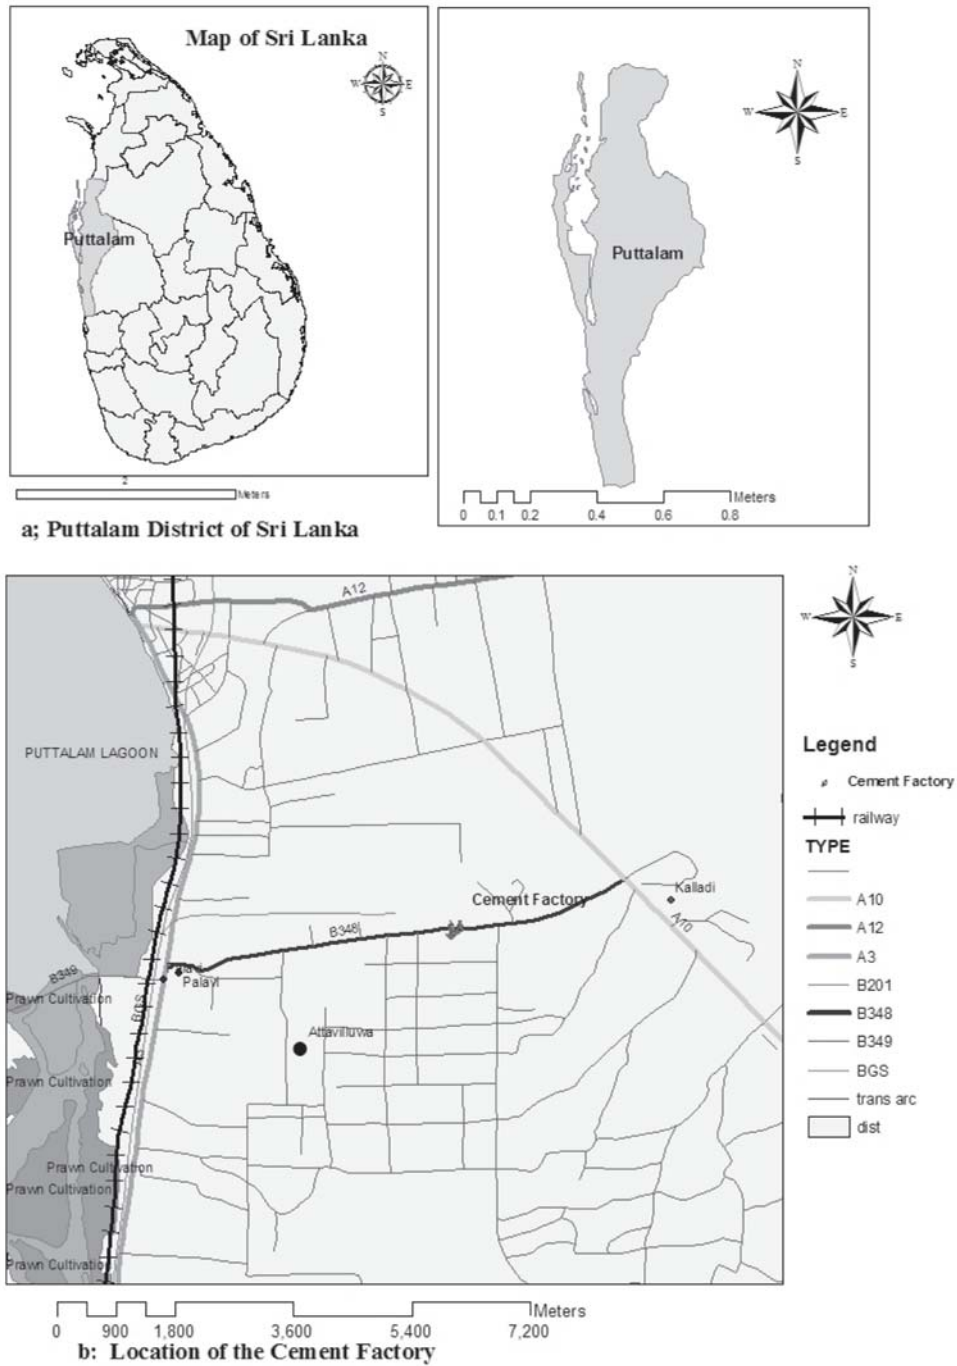 Map of Sri Lanka
N
W E
S
Puttalam
2
Meters
a; Puttalam District of Sri Lanka
N
W E
S
Puttalam
Meters
0 0.1 0.2 0.4 0.6 0.8
A12
PUTTALAM LAGOON
Cement Factory
Kalladi
A10
B348
B349
Palavi
Prawn Cultivation
BGS
A3
Attavilluwa
Prawn Cultivation
Prawn Cultivation
Prawn Cultivation
Prawn Cultivation
N
W E
S
Legend
Cement Factory
railway
TYPE
A10
A12
A3
B201
B348
B349
BGS
trans arc
dist
Meters
0 900 1,800 3,600 5,400 7,200
b: Location of the Cement Factory